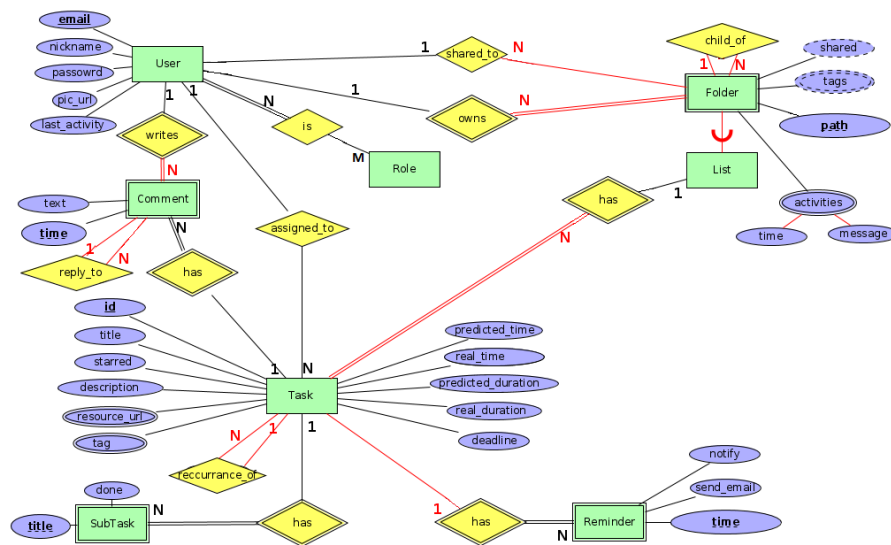 email
nickname
passowrd
pic_url
last_activity
User
1
1
1
1
N
M
shared_to
N
child_of
1
N
Folder
shared
tags
path
owns
N
writes
N
is
Role
List
1
has
N
activities
time
message
Comment
text
time
N
1
N
reply_to
has
assigned_to
id
title
starred
description
resource_url
tag
1
N
Task
1
predicted_time
real_time
predicted_duration
real_duration
deadline
N
1
reccurrance_of
done
title
SubTask
N
has
1
has
N
Reminder
notify
send_email
time